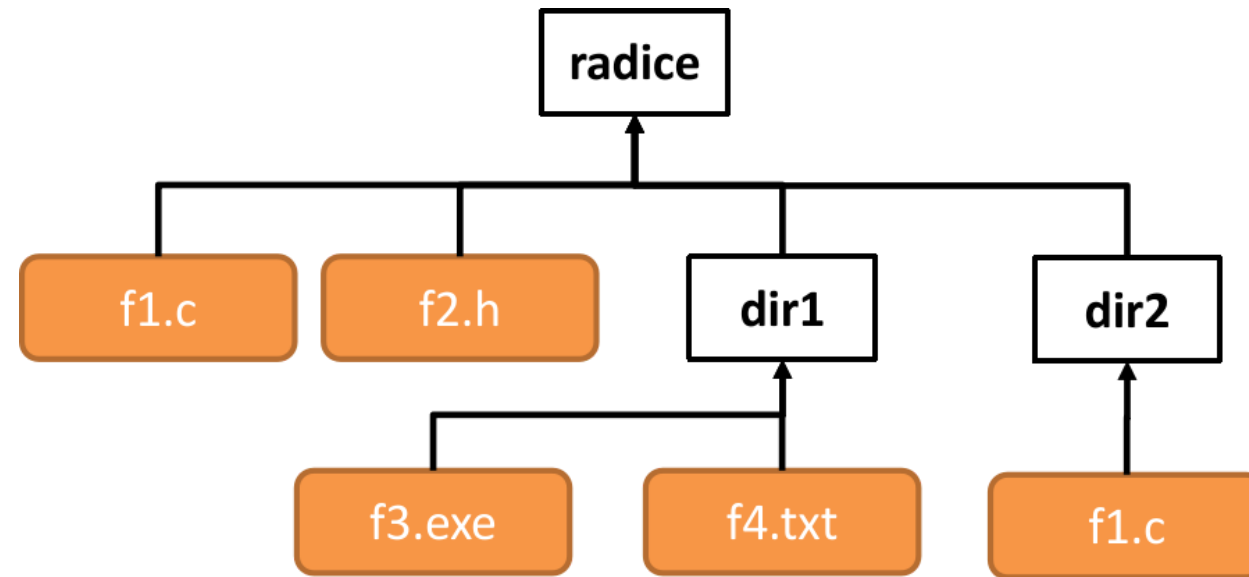 radice
f1.c
f2.h
dir1
dir2
f3.exe
f4.txt
f1.c